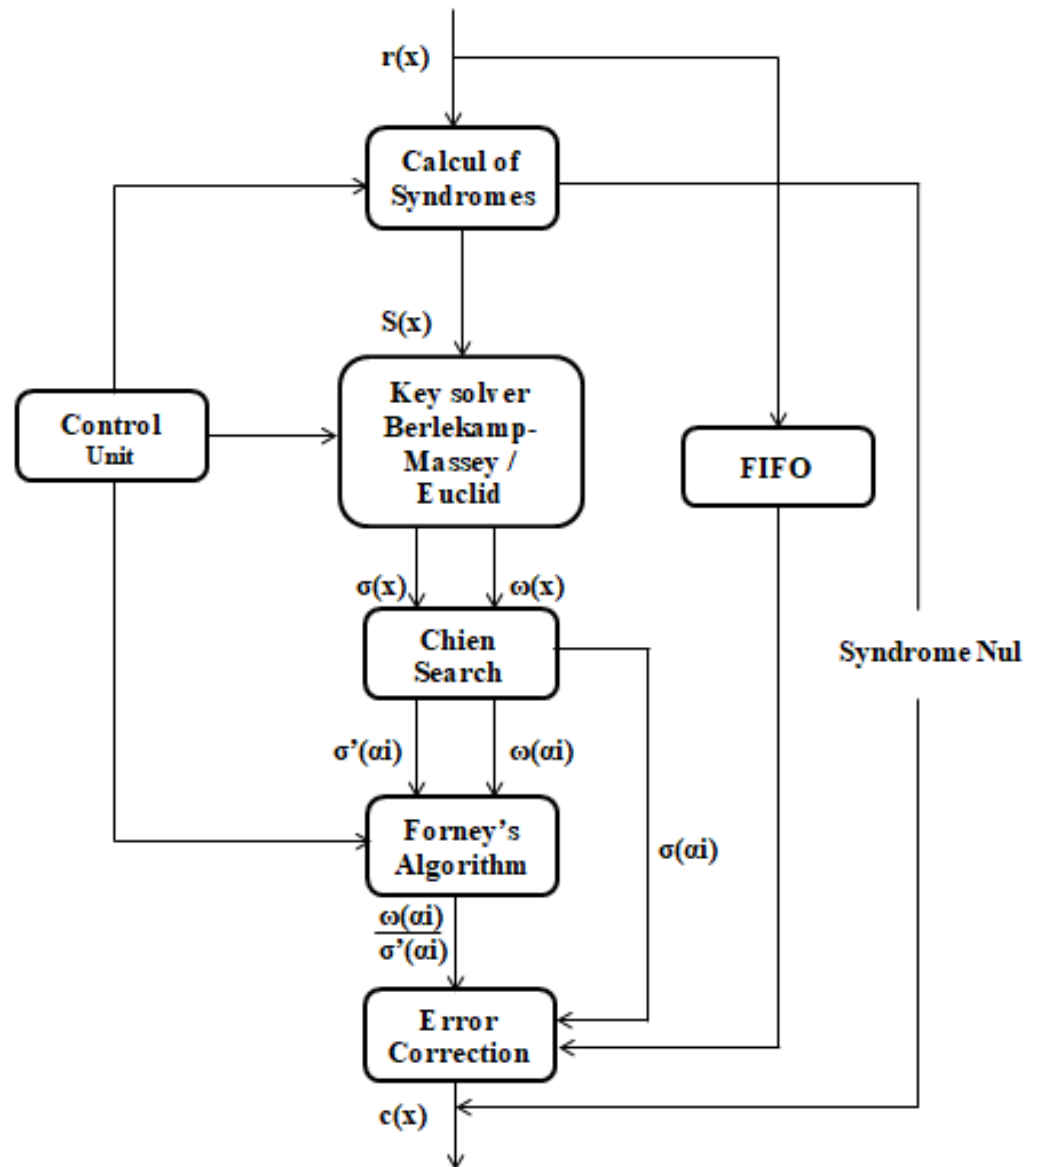 r(x)
Calcul of
Syndromes
S(x)
Key solver
Berlekamp-
Massey /
Euclid
Control
Unit
FIFO
σ(x)
ω(x)
Chien
Search
Syndrome Nul
σ’(αi)
ω(αi)
Forney’s
Algorithm
σ(αi)
ω(αi)
σ’(αi)
Error
Correction
c(x)